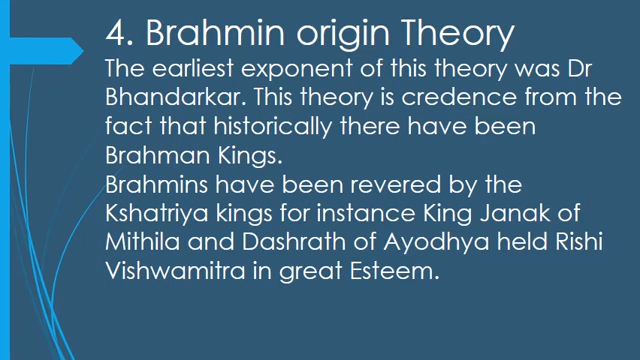 4. Brahmin origin Theory
The earliest exponent of this theory was Dr
Bhandarkar. This theory is credence from the
fact that historically there have been
Brahman Kings.
Brahmins have been revered by the
Kshatriya kings for instance King Janak of
Mithila and Dashrath of Ayodhya held Rishi
Vishwamitra in great Esteem.